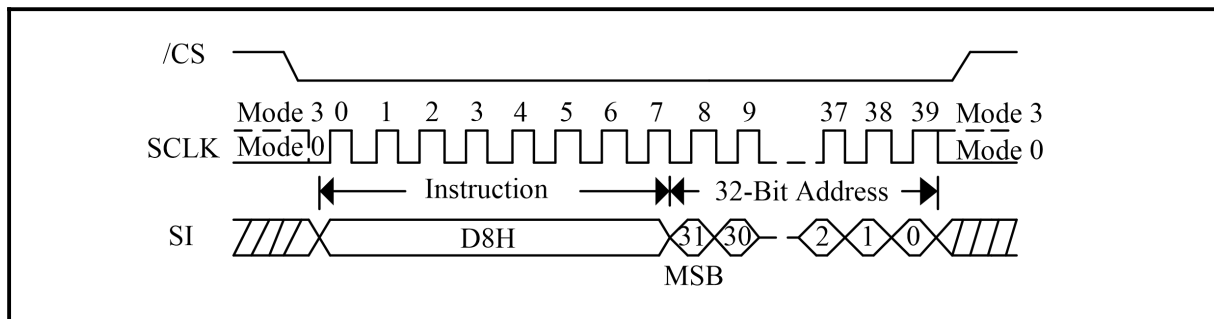 /CS
Mode 3 0 1 2 3 4 5 6 7 8 9 37 38 39 Mode 3
SCLK Mode 0 Mode 0
Instruction 32-Bit Address
SI D8H 31 30 2 1 0
MSB